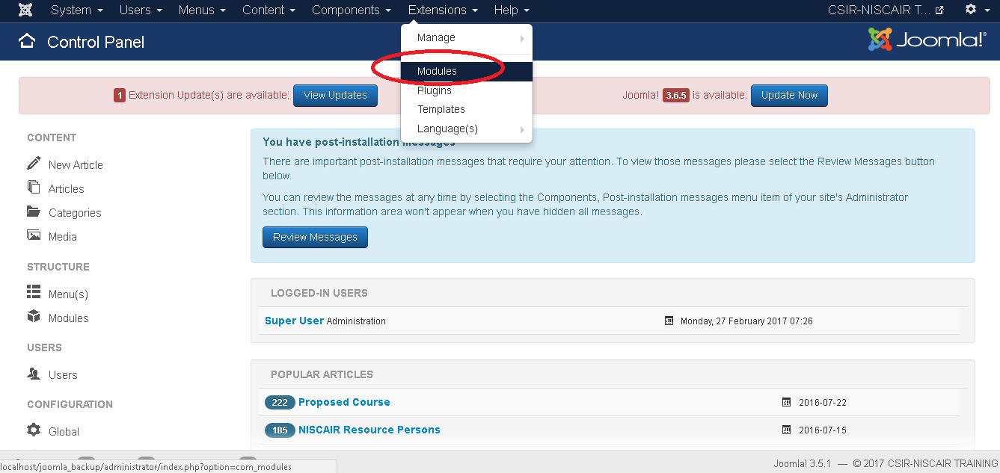 System Users Menus Content Components Extensions Help CSIR-NISCAIR T...
Control Panel
Joomla!®
Manage
Modules
Plugins
Templates
Language(s)
1 Extension Update(s) are available: View Updates
Joomla! 3.6.5 is available: Update Now
CONTENT
New Article
Articles
Categories
Media
STRUCTURE
Menu(s)
Modules
USERS
Users
CONFIGURATION
Global
You have post-installation messages
There are important post-installation messages that require your attention. To view those messages please select the Review Messages button
below.
You can review the messages at any time by selecting the Components, Post-installation messages menu item of your site's Administrator
section. This information area won't appear when you have hidden all messages.
Review Messages
LOGGED-IN USERS
Super User Administration Monday, 27 February 2017 07:26
POPULAR ARTICLES
222 Proposed Course 2016-07-22
185 NISCAIR Resource Persons 2016-07-15
localhost/joomla_backup/administrator/index.php?option=com_modules
Joomla! 3.5.1 — © 2017 CSIR-NISCAIR TRAINING